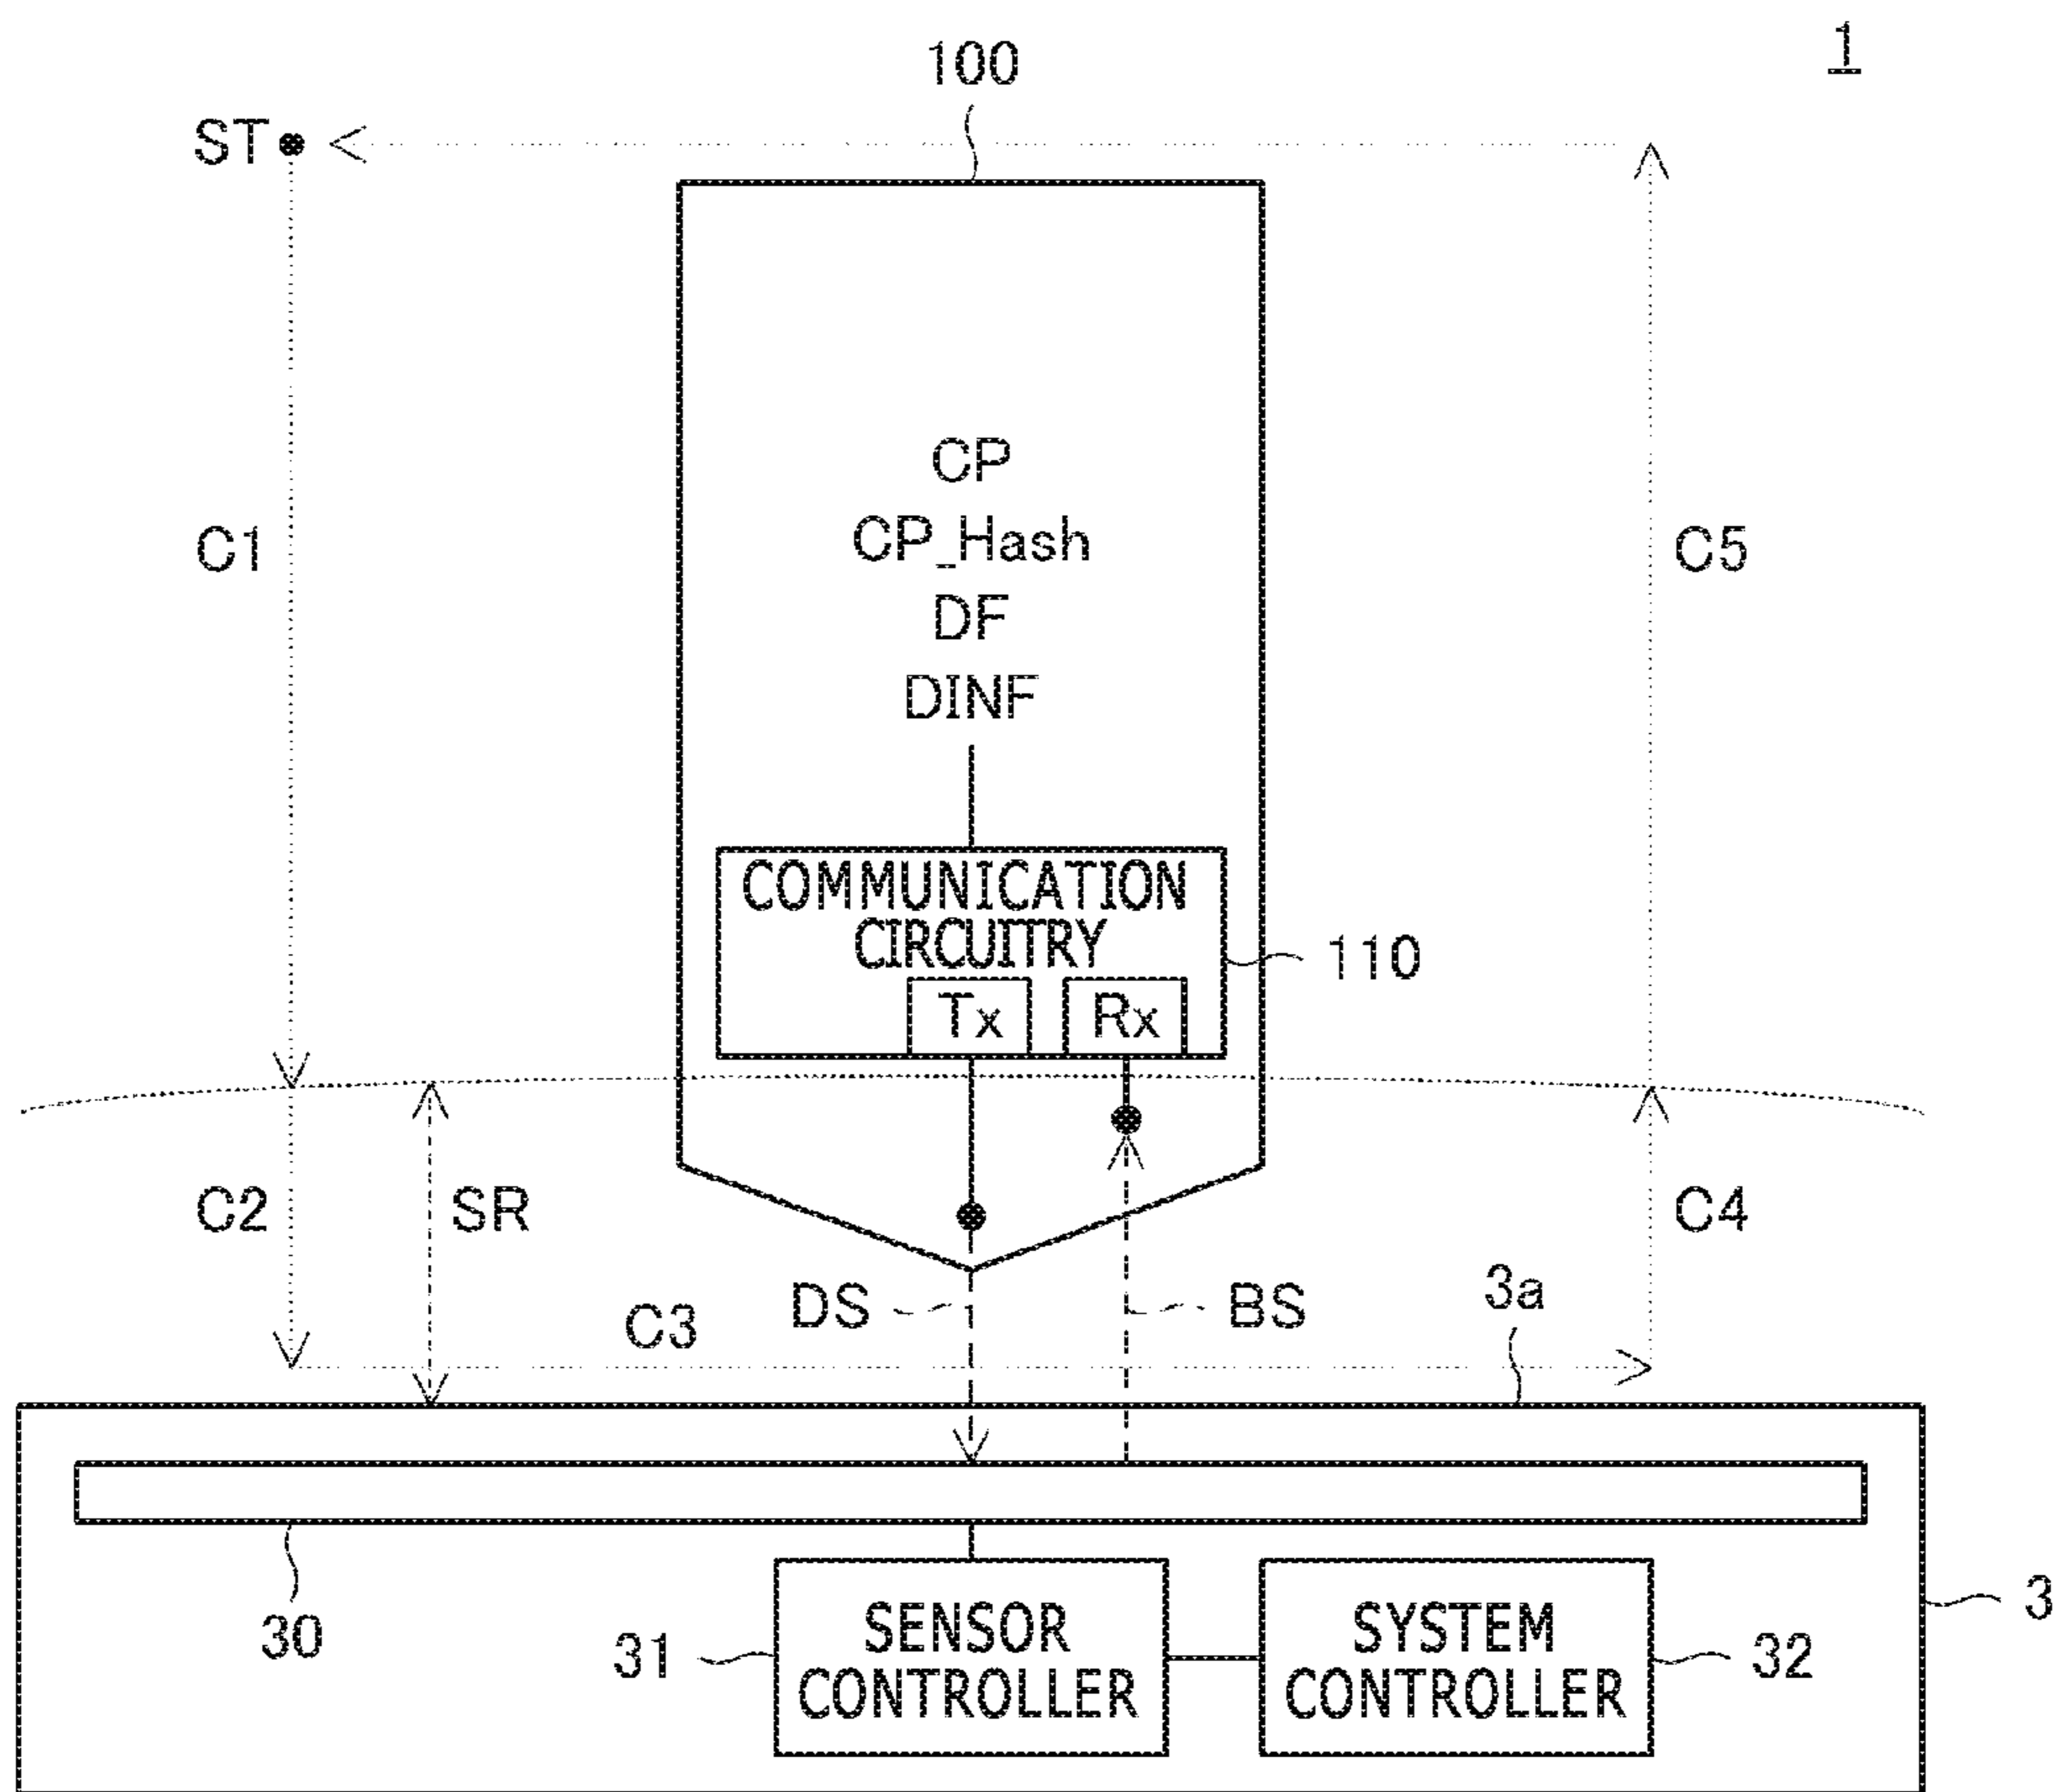 1
100
ST
CP
CP_Hash
DF
DINF
C1
C5
COMMUNICATION
CIRCUITRY
110
Tx
Rx
C2
SR
C4
DS
BS
C3
3a
30
31
SENSOR
CONTROLLER
SYSTEM
CONTROLLER
32
3